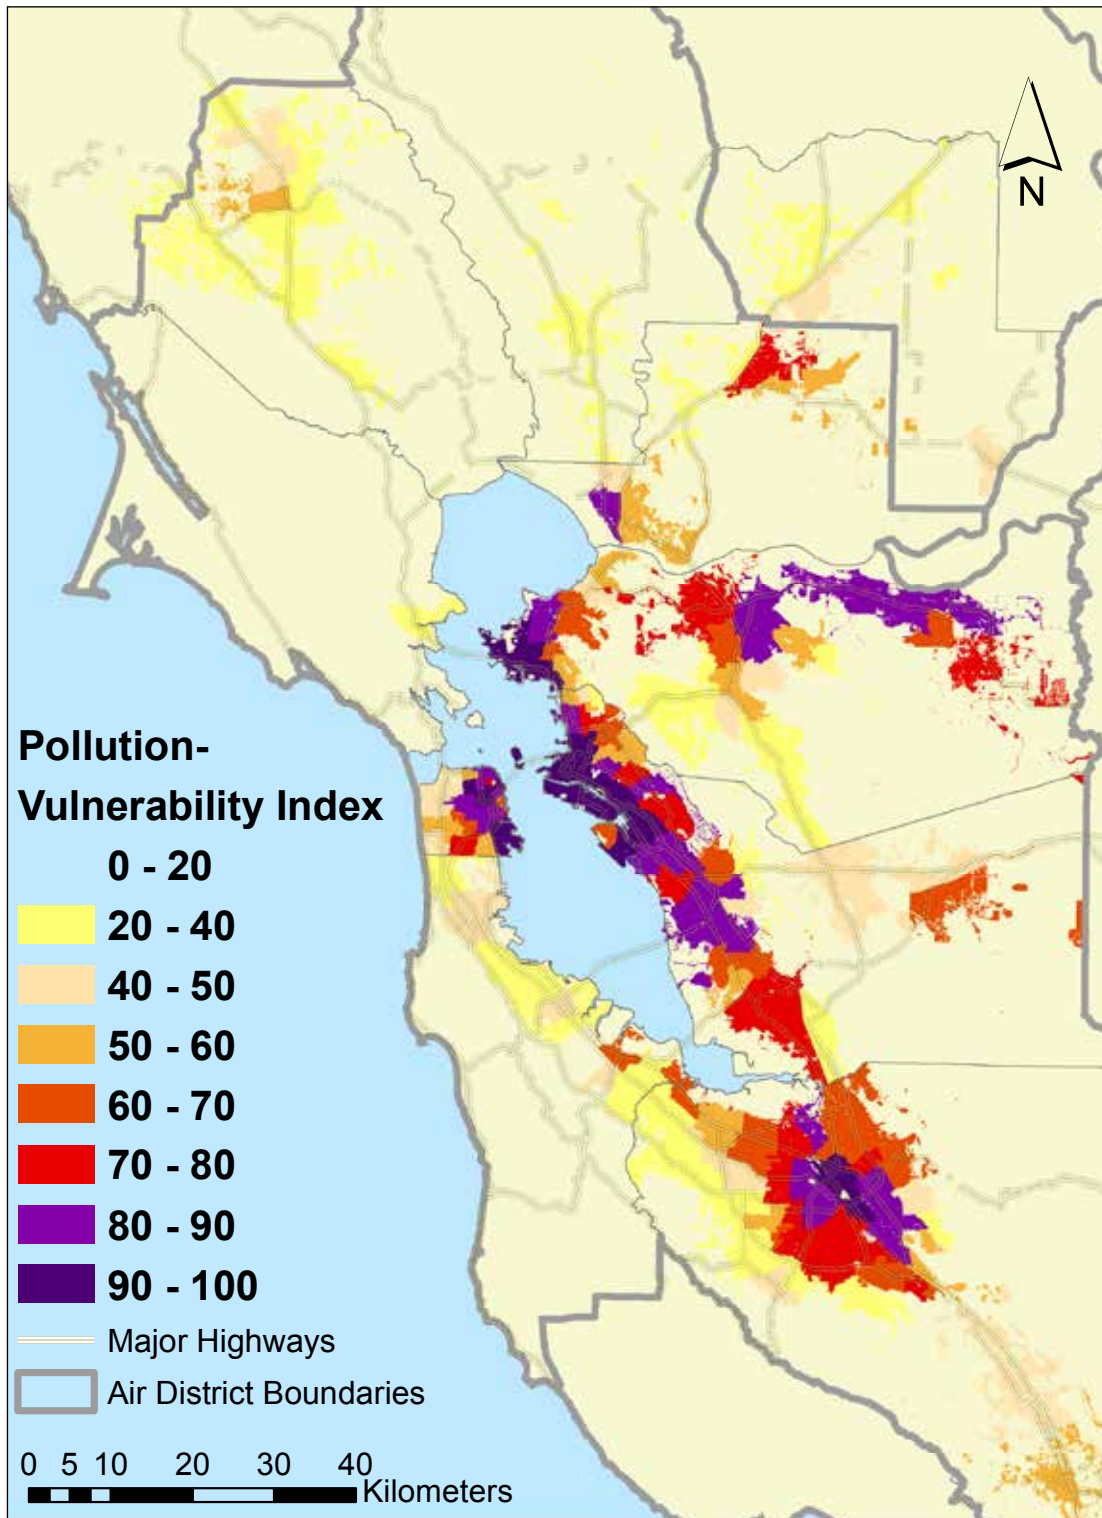 N
Pollution-
Vulnerability Index
0 - 20
20 - 40
40 - 50
50 - 60
60 - 70
70 - 80
80 - 90
90 - 100
Major Highways
Air District Boundaries
0 5 10 20 30 40
Kilometers